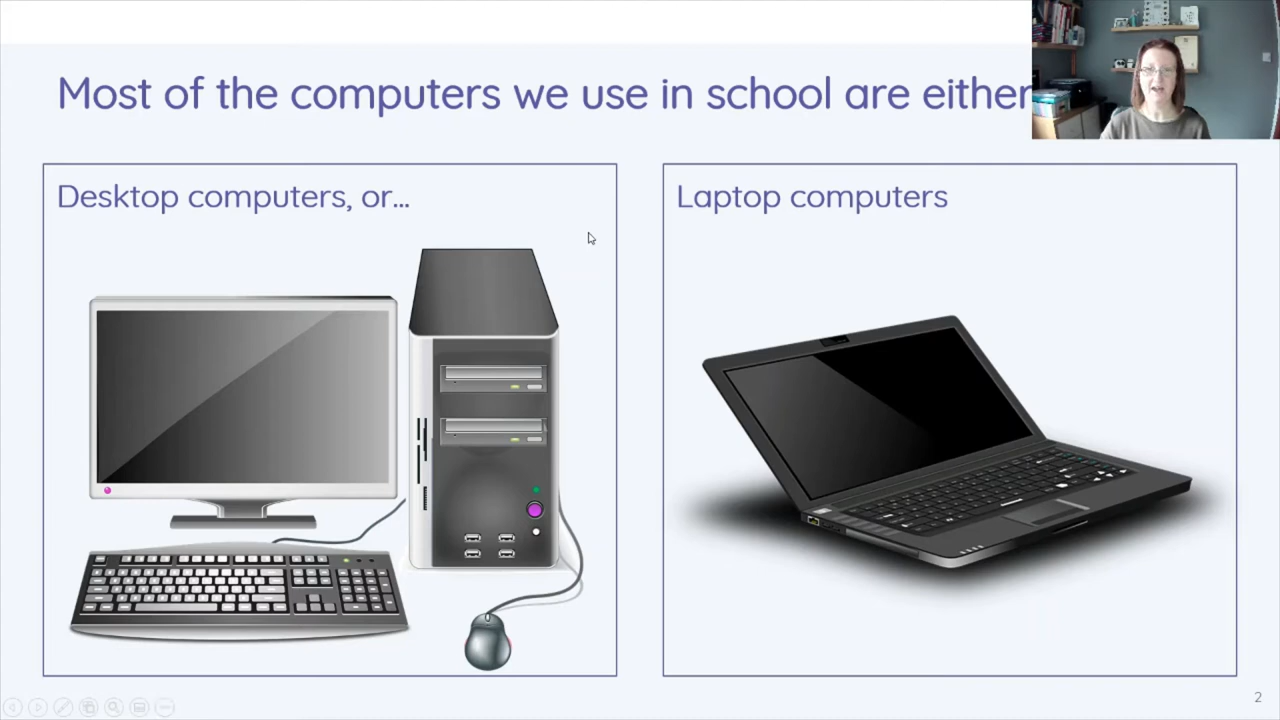 Most of the computers we use in school are either
Desktop computers, or...
Laptop computers
2